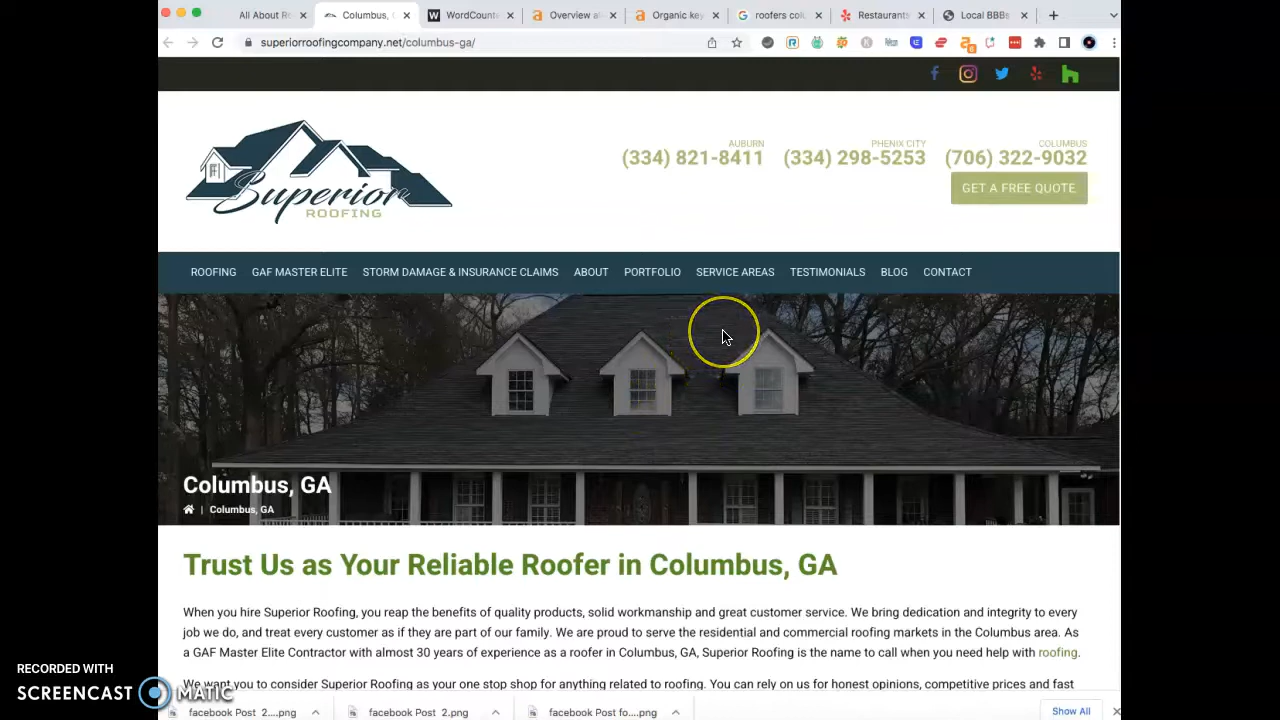 All About Ro
Columbus, G
WordCounte
Overview al
Organic key
roofers colu
Restaurants
Local BBBs
superiorroofingcompany.net/columbus-ga/
AUBURN
PHENIX CITY
COLUMBUS
(334) 821-8411
(334) 298-5253
(706) 322-9032
GET A FREE QUOTE
Superior
ROOFING
ROOFING
GAF MASTER ELITE
STORM DAMAGE & INSURANCE CLAIMS
ABOUT
PORTFOLIO
SERVICE AREAS
TESTIMONIALS
BLOG
CONTACT
Columbus, GA
| Columbus, GA
Trust Us as Your Reliable Roofer in Columbus, GA
When you hire Superior Roofing, you reap the benefits of quality products, solid workmanship and great customer service. We bring dedication and integrity to every
job we do, and treat every customer as if they are part of our family. We are proud to serve the residential and commercial roofing markets in the Columbus area. As
a GAF Master Elite Contractor with almost 30 years of experience as a roofer in Columbus, GA, Superior Roofing is the name to call when you need help with roofing.
We want you to consider Superior Roofing as your one stop shop for anything related to roofing. You can rely on us for honest opinions, competitive prices and fast
facebook Post 2....png
facebook Post 2.png
facebook Post fo....png
Show All
RECORDED WITH
SCREENCAST MATIC